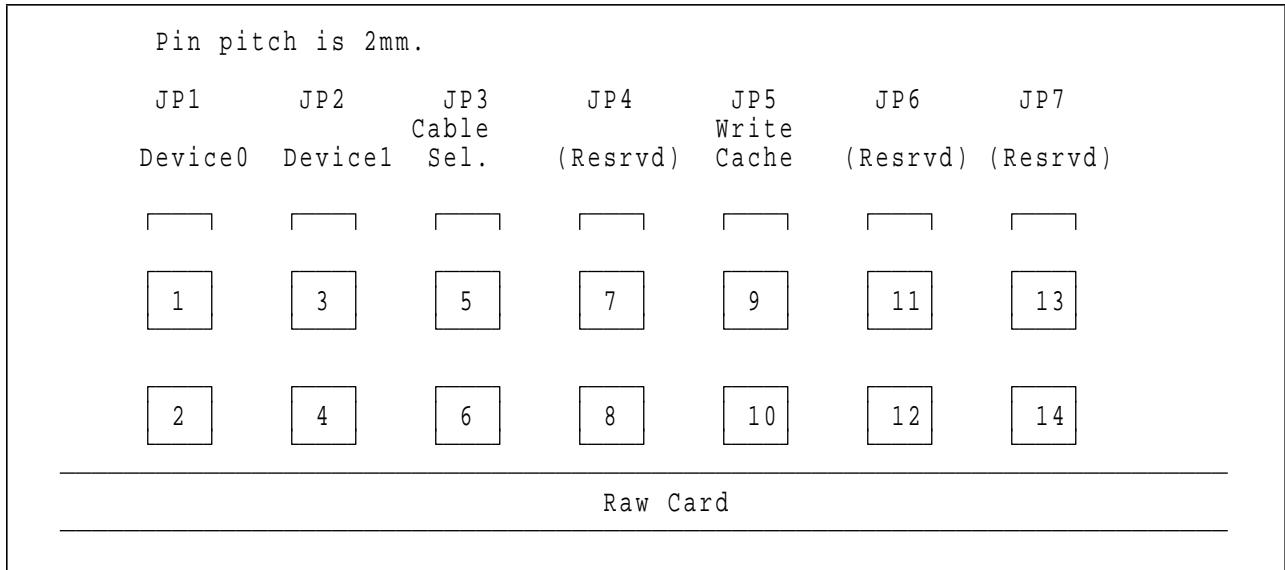 Pin pitch is 2mm.
JP1 JP2 JP3 JP4 JP5 JP6 JP7
Cable Write
Device0 Device1 Sel. (Resrvd) Cache (Resrvd) (Resrvd)
1 3 5 7 9 11 13
2 4 6 8 10 12 14
Raw Card